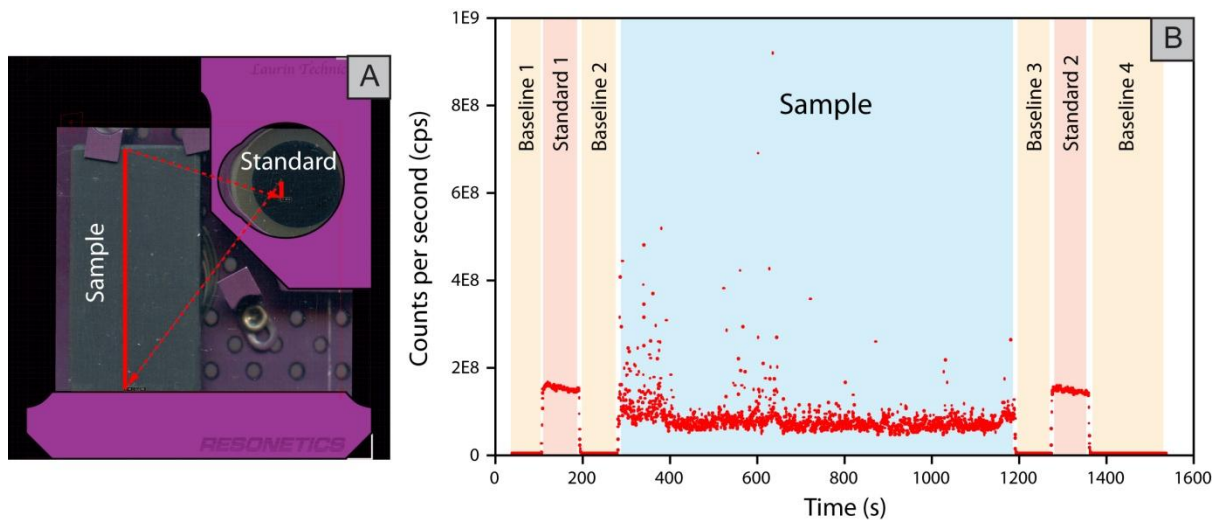 Laurin Technic
A
Standard
Sample
RESONETICS
B
1E9
8E8
6E8
4E8
2E8
0
Counts per second (cps)
Baseline 1
Standard 1
Baseline 2
Sample
Baseline 3
Standard 2
Baseline 4
0
200
400
600
800
1000
1200
1400
1600
Time (s)